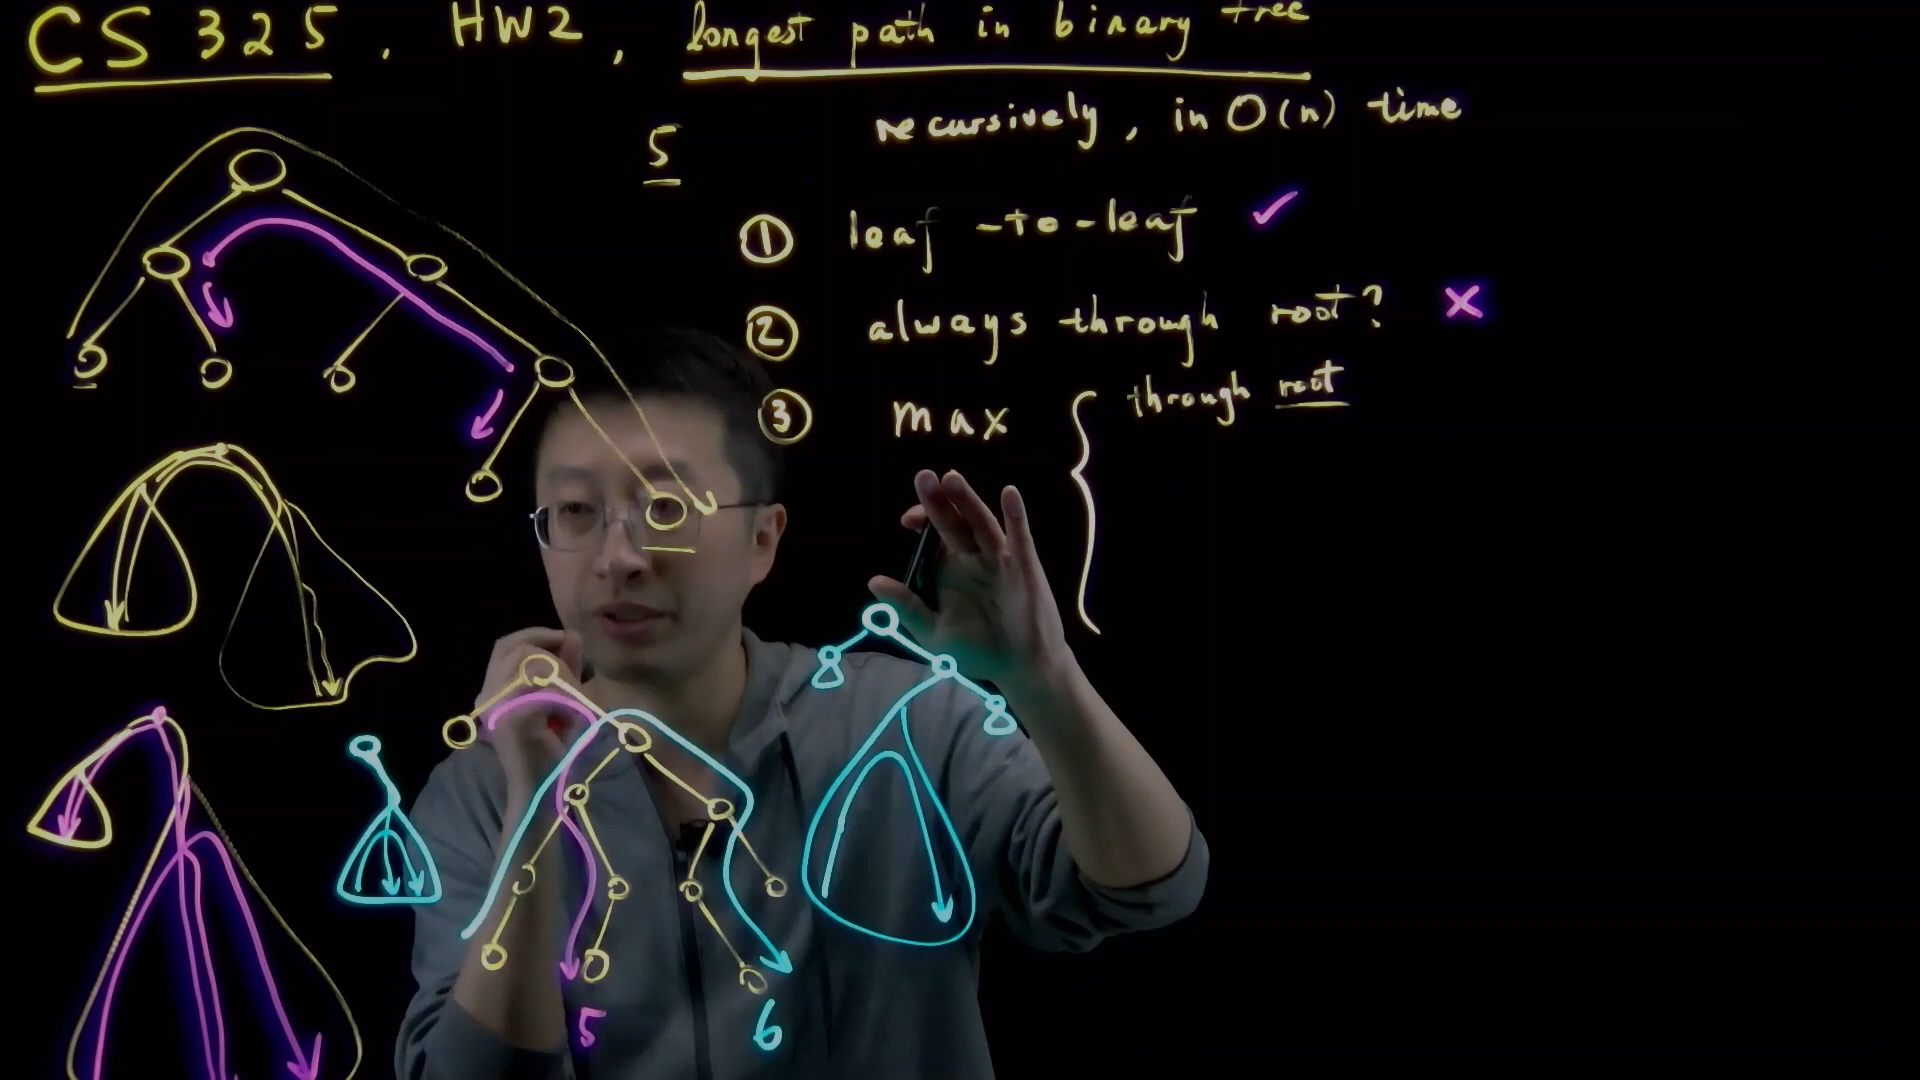 CS 325, HW2, longest path in binary tree
recursively, in O(n) time
5
① leaf-to-leaf ✓
② always through root? ×
③ max { through root
5
6